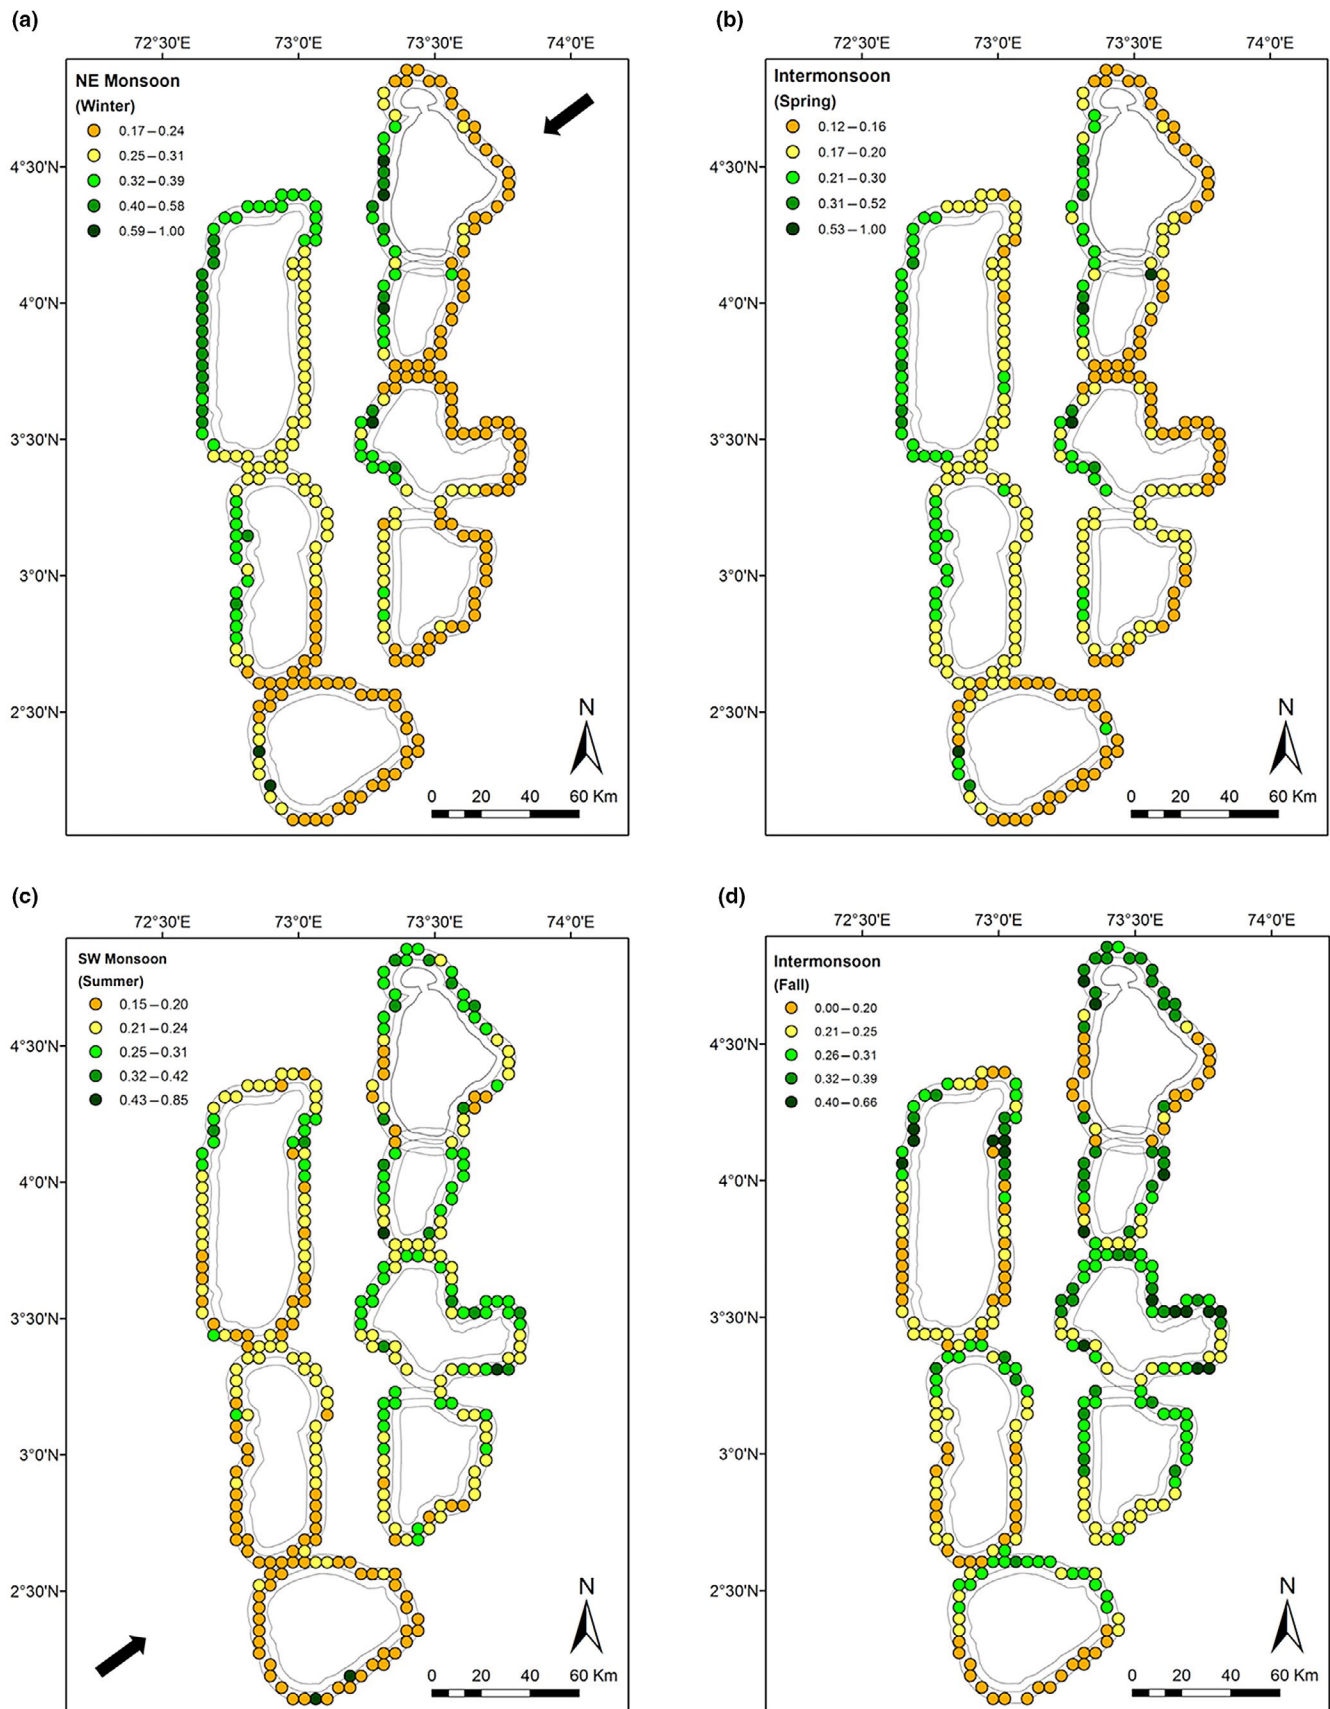 (a)
72°30'E 73°0'E 73°30'E 74°0'E
NE Monsoon
(Winter)
0.17 – 0.24
0.25 – 0.31
0.32 – 0.39
0.40 – 0.58
0.59 – 1.00
4°30'N
4°0'N
3°30'N
3°0'N
2°30'N
N
0 20 40 60 Km
(b)
72°30'E 73°0'E 73°30'E 74°0'E
Intermonsoon
(Spring)
0.12 – 0.16
0.17 – 0.20
0.21 – 0.30
0.31 – 0.52
0.53 – 1.00
4°30'N
4°0'N
3°30'N
3°0'N
2°30'N
N
0 20 40 60 Km
(c)
72°30'E 73°0'E 73°30'E 74°0'E
SW Monsoon
(Summer)
0.15 – 0.20
0.21 – 0.24
0.25 – 0.31
0.32 – 0.42
0.43 – 0.85
4°30'N
4°0'N
3°30'N
3°0'N
2°30'N
N
0 20 40 60 Km
(d)
72°30'E 73°0'E 73°30'E 74°0'E
Intermonsoon
(Fall)
0.00 – 0.20
0.21 – 0.25
0.26 – 0.31
0.32 – 0.39
0.40 – 0.66
4°30'N
4°0'N
3°30'N
3°0'N
2°30'N
N
0 20 40 60 Km